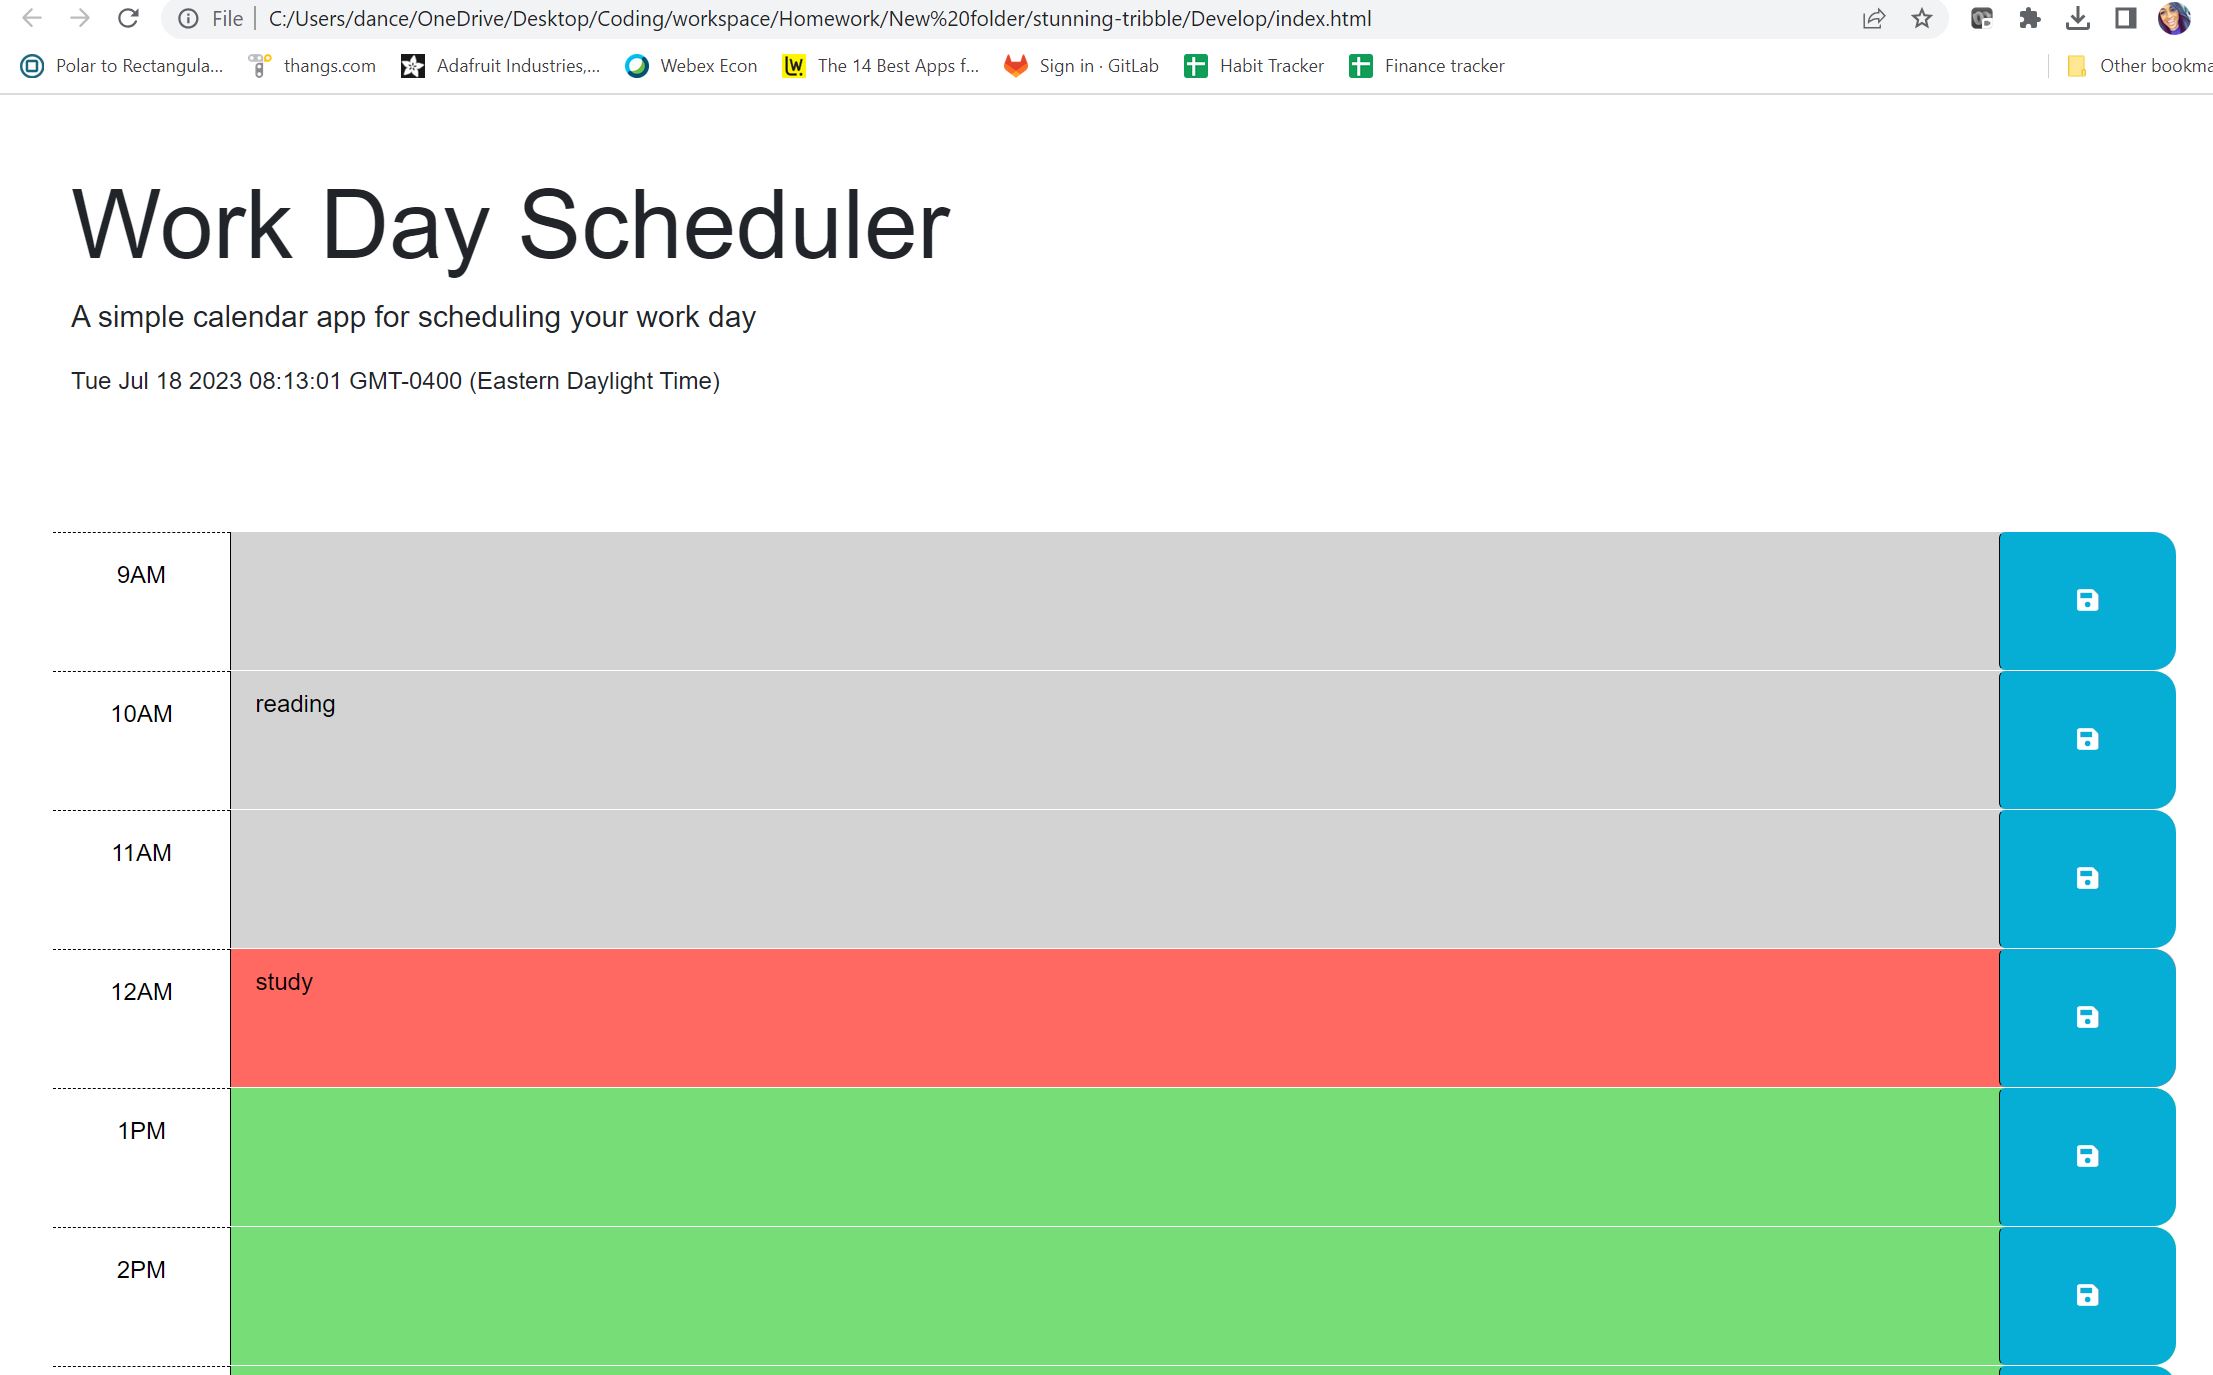 File C:/Users/dance/OneDrive/Desktop/Coding/workspace/Homework/New%20folder/stunning-tribble/Develop/index.html
Polar to Rectangula... thangs.com Adafruit Industries,... Webex Econ The 14 Best Apps f... Sign in · GitLab Habit Tracker Finance tracker Other bookma
Work Day Scheduler
A simple calendar app for scheduling your work day
Tue Jul 18 2023 08:13:01 GMT-0400 (Eastern Daylight Time)
9AM
10AM reading
11AM
12AM study
1PM
2PM